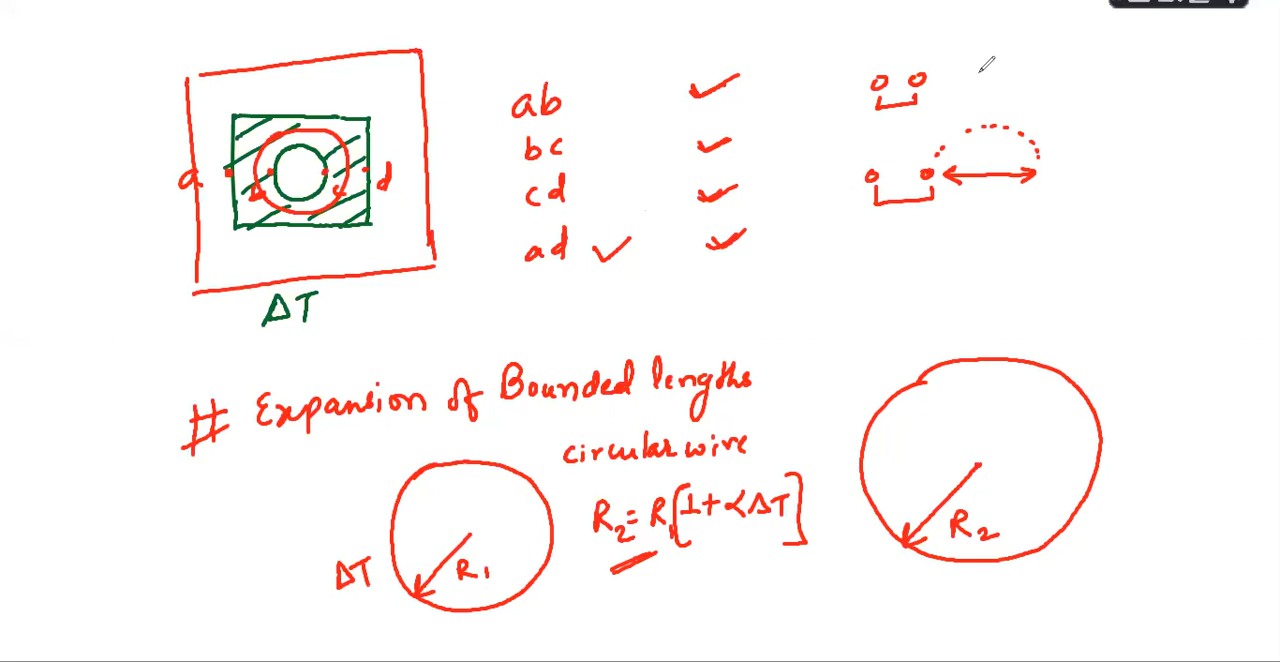 ab
bc
cd
ad
a d
b c
ΔT
# Expansion of Bounded lengths
circular wire
R₂ = R₁[1 + αΔT]
ΔT
R₁
R₂